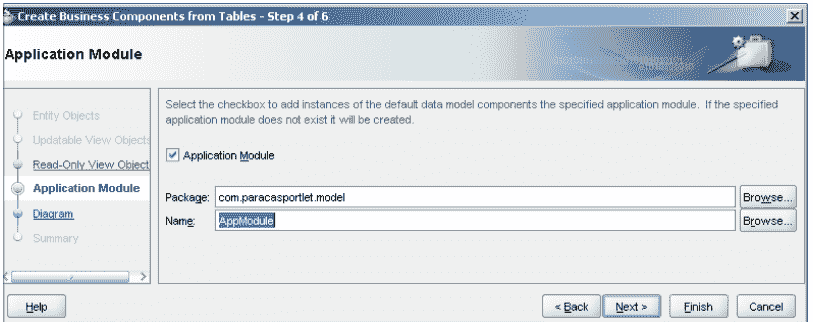 Create Business Components from Tables - Step 4 of 6
Application Module
Entity Objects
Updatable View Objects
Read-Only View Object
Application Module
Diagram
Summary
Select the checkbox to add instances of the default data model components the specified application module. If the specified
application module does not exist it will be created.
Application Module
Package: com.paracasportlet.model Browse...
Name: AppModule Browse...
Help < Back Next > Finish Cancel